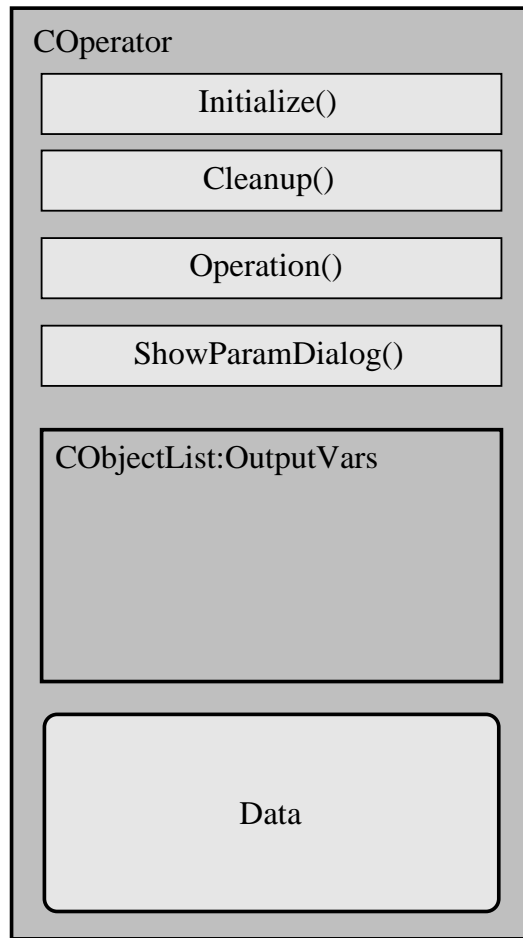 COperator
Initialize()
Cleanup()
Operation()
ShowParamDialog()
CObjectList:OutputVars
Data